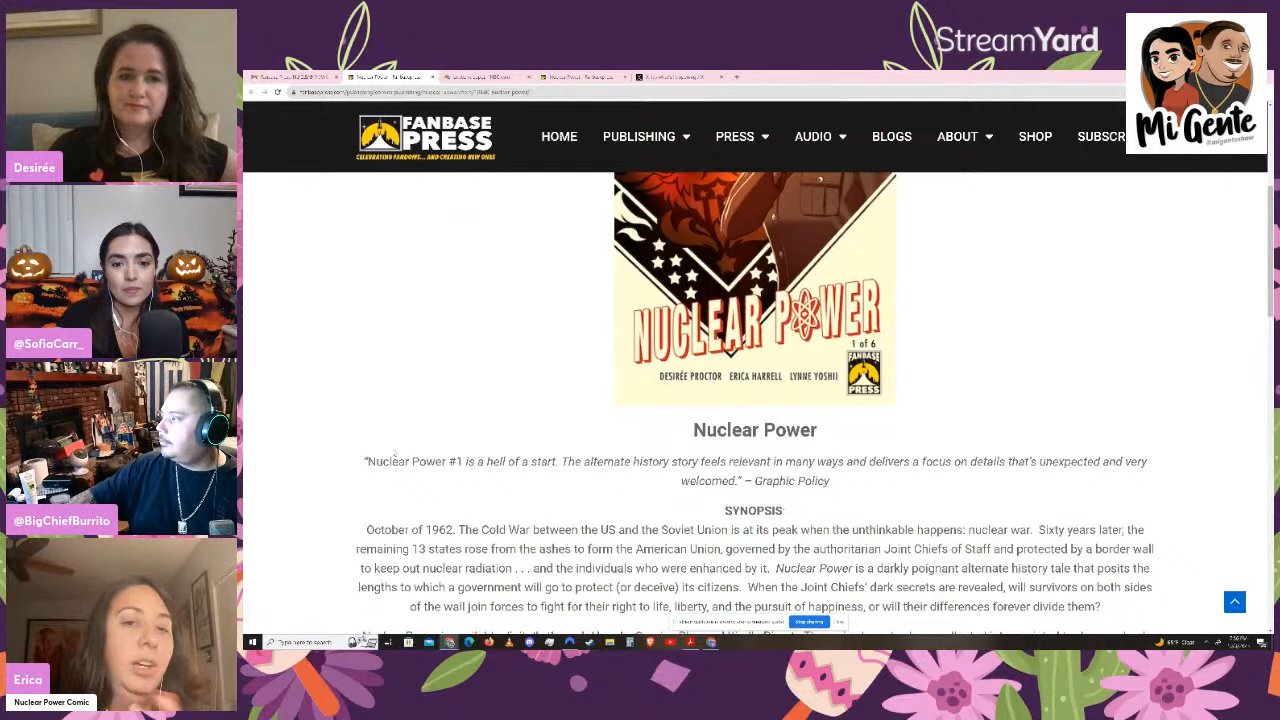 StreamYard
Mi Gente
@migenteshow
FANBASE
PRESS
CELEBRATING FANDOMS... AND CREATING NEW ONES
HOME
PUBLISHING
PRESS
AUDIO
BLOGS
ABOUT
SHOP
SUBSCR
Desirée
@SofiaCarr_
@BigChiefBurrito
Erica
Nuclear Power Comic
NUCLEAR POWER
1 of 6
DESIRÉE PROCTOR ERICA HARRELL LYNNE YOSHII
FANBASE
PRESS
Nuclear Power
“Nuclear Power #1 is a hell of a start. The alternate history story feels relevant in many ways and delivers a focus on details that’s unexpected and very
welcomed.” – Graphic Policy
SYNOPSIS:
October of 1962. The Cold War between the US and the Soviet Union is at its peak when the unthinkable happens: nuclear war. Sixty years later, the
remaining 13 states rose from the ashes to form the American Union, governed by the authoritarian Joint Chiefs of Staff and protected by a border wall
to keep out nuclear radiation . . . and the individuals who were enhanced by it. Nuclear Power is a darkly poignant alternate history tale that posits the
lengths to which a government will go to protect (or deceive) its citizens. When the Joint Chiefs’ dark secrets are revealed, will survivors on both sides
of the wall join forces to fight for their right to life, liberty, and the pursuit of happiness, or will their differences forever divide them?
Stop sharing
Hide
Type here to search
Clear